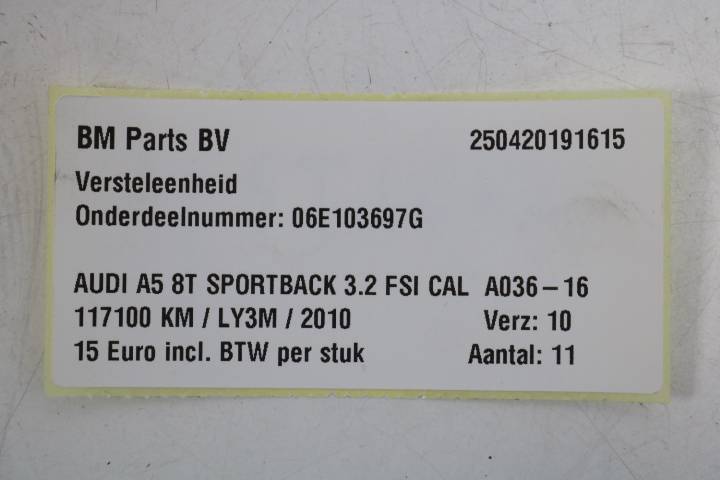 BM Parts BV 250420191615
Versteleenheid
Onderdeelnummer: 06E103697G
AUDI A5 8T SPORTBACK 3.2 FSI CAL A036-16
117100 KM / LY3M / 2010 Verz: 10
15 Euro incl. BTW per stuk Aantal: 11